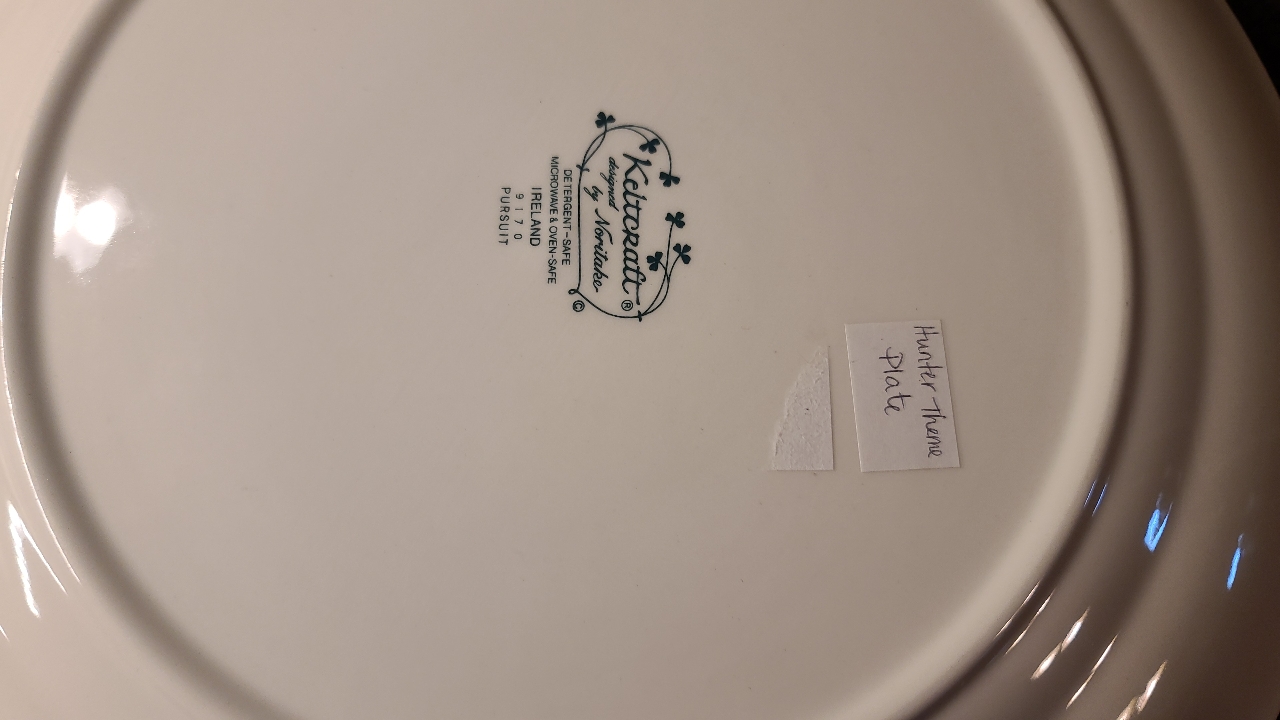 Keltcraft ®
designed by Noritake
©
DETERGENT-SAFE
MICROWAVE & OVEN-SAFE
IRELAND
9170
PURSUIT
Hunter Theme
Plate